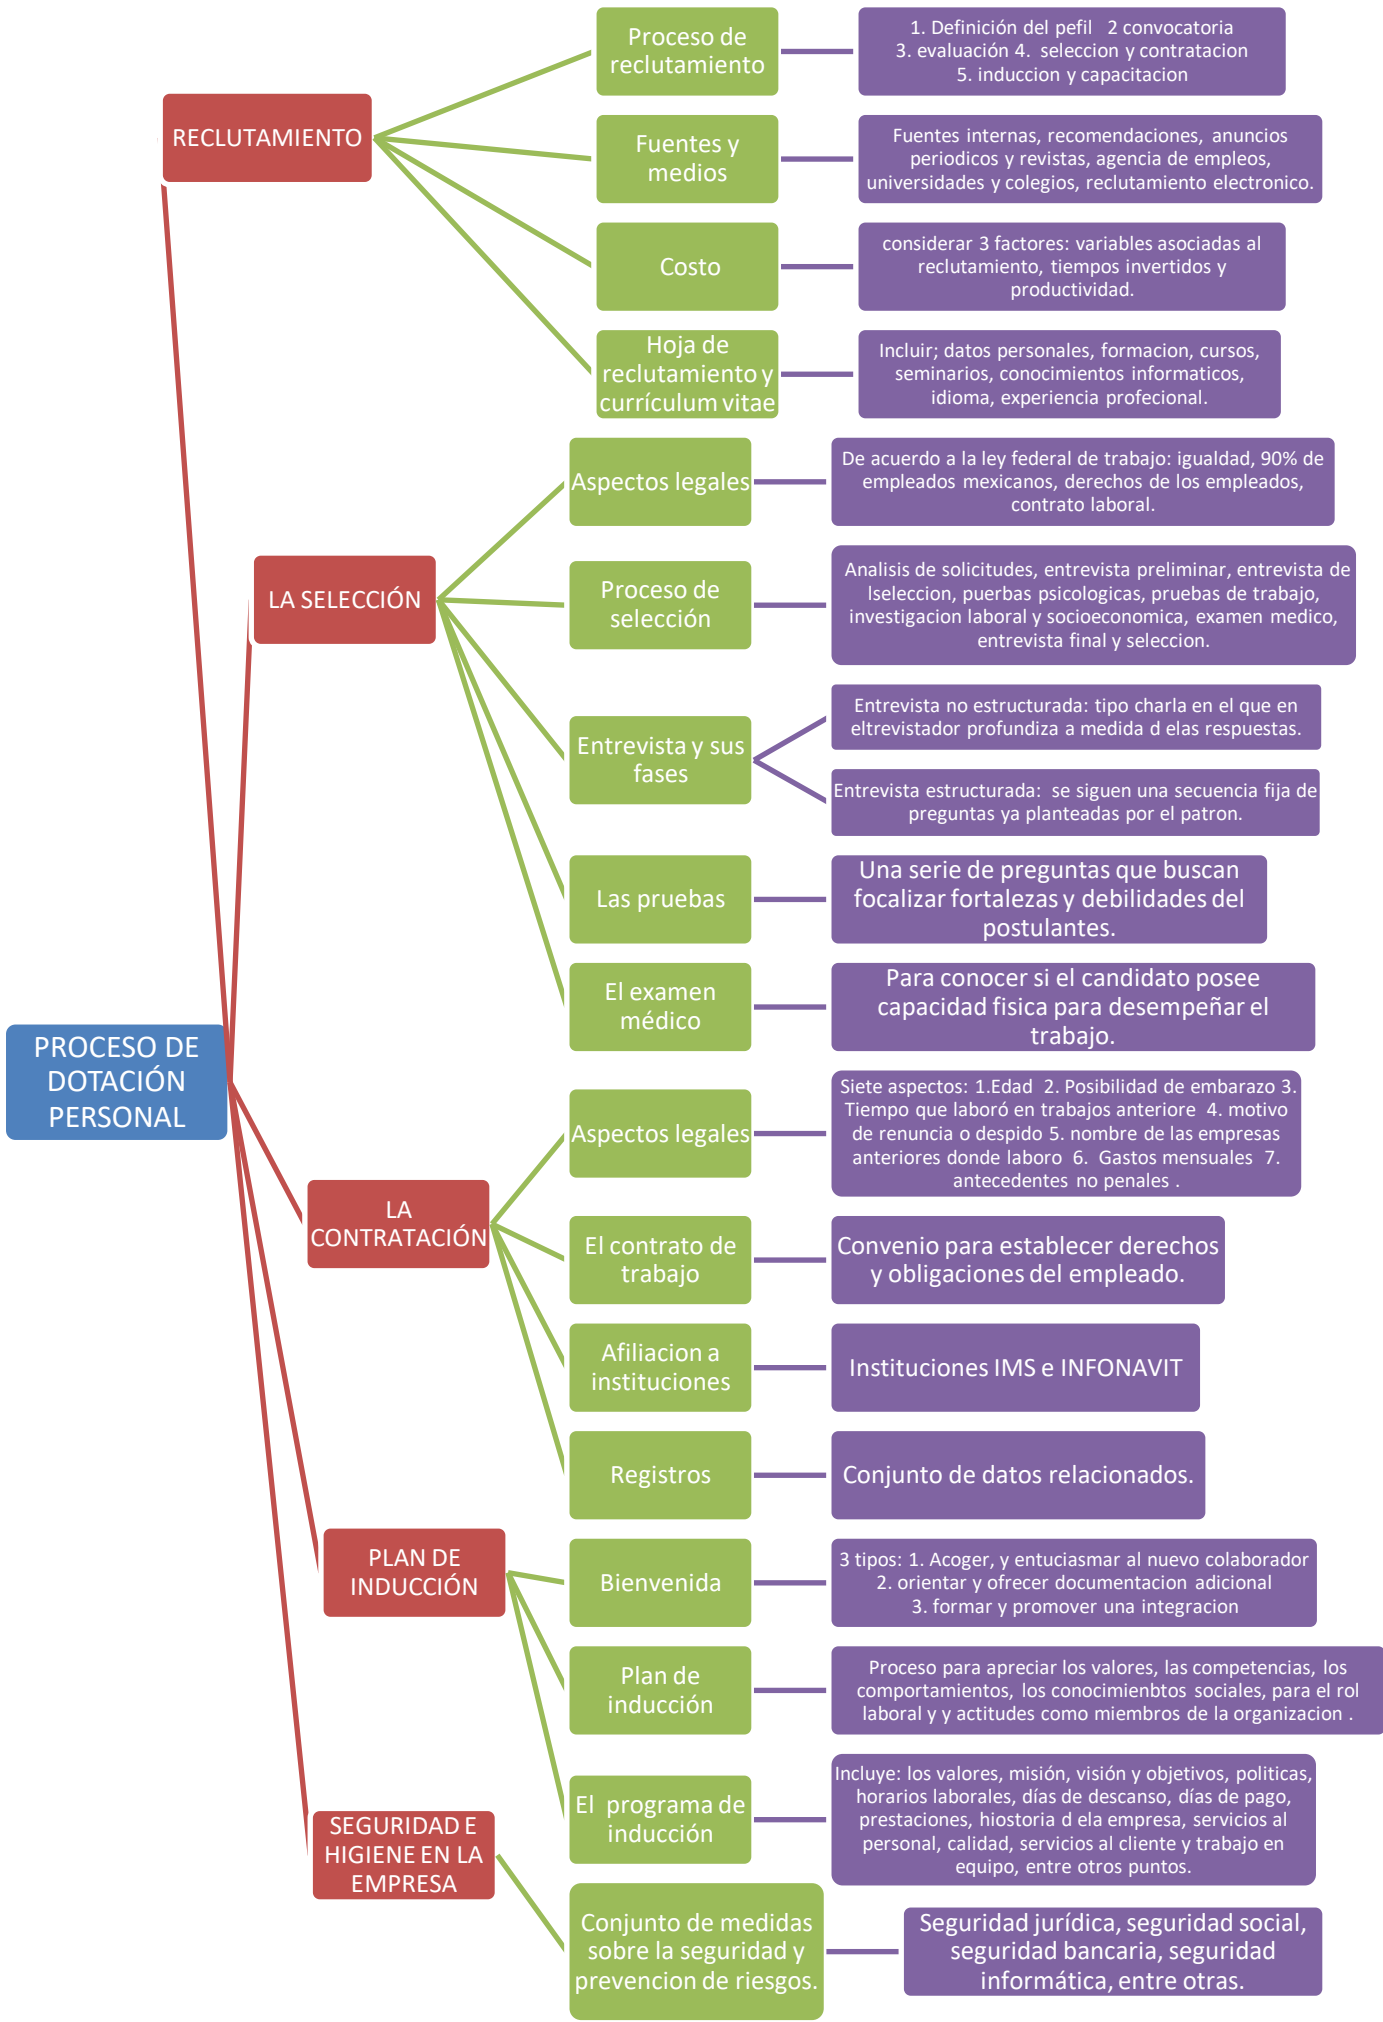 PROCESO DE
DOTACIÓN
PERSONAL
RECLUTAMIENTO
Proceso de
reclutamiento
1. Definición del pefil 2 convocatoria
3. evaluación 4. seleccion y contratacion
5. induccion y capacitacion
Fuentes y
medios
Fuentes internas, recomendaciones, anuncios
periodicos y revistas, agencia de empleos,
universidades y colegios, reclutamiento electronico.
Costo
considerar 3 factores: variables asociadas al
reclutamiento, tiempos invertidos y
productividad.
Hoja de
reclutamiento y
currículum vitae
Incluir; datos personales, formacion, cursos,
seminarios, conocimientos informaticos,
idioma, experiencia profecional.
LA SELECCIÓN
Aspectos legales
De acuerdo a la ley federal de trabajo: igualdad, 90% de
empleados mexicanos, derechos de los empleados,
contrato laboral.
Proceso de
selección
Analisis de solicitudes, entrevista preliminar, entrevista de
lseleccion, puerbas psicologicas, pruebas de trabajo,
investigacion laboral y socioeconomica, examen medico,
entrevista final y seleccion.
Entrevista y sus
fases
Entrevista no estructurada: tipo charla en el que en
eltrevistador profundiza a medida d elas respuestas.
Entrevista estructurada: se siguen una secuencia fija de
preguntas ya planteadas por el patron.
Las pruebas
Una serie de preguntas que buscan
focalizar fortalezas y debilidades del
postulantes.
El examen
médico
Para conocer si el candidato posee
capacidad fisica para desempeñar el
trabajo.
LA
CONTRATACIÓN
Aspectos legales
Siete aspectos: 1.Edad 2. Posibilidad de embarazo 3.
Tiempo que laboró en trabajos anteriore 4. motivo
de renuncia o despido 5. nombre de las empresas
anteriores donde laboro 6. Gastos mensuales 7.
antecedentes no penales .
El contrato de
trabajo
Convenio para establecer derechos
y obligaciones del empleado.
Afiliacion a
instituciones
Instituciones IMS e INFONAVIT
Registros
Conjunto de datos relacionados.
PLAN DE
INDUCCIÓN
Bienvenida
3 tipos: 1. Acoger, y entuciasmar al nuevo colaborador
2. orientar y ofrecer documentacion adicional
3. formar y promover una integracion
Plan de
inducción
Proceso para apreciar los valores, las competencias, los
comportamientos, los conocimienbtos sociales, para el rol
laboral y y actitudes como miembros de la organizacion .
El programa de
inducción
Incluye: los valores, misión, visión y objetivos, politicas,
horarios laborales, días de descanso, días de pago,
prestaciones, hiostoria d ela empresa, servicios al
personal, calidad, servicios al cliente y trabajo en
equipo, entre otros puntos.
SEGURIDAD E
HIGIENE EN LA
EMPRESA
Conjunto de medidas
sobre la seguridad y
prevencion de riesgos.
Seguridad jurídica, seguridad social,
seguridad bancaria, seguridad
informática, entre otras.